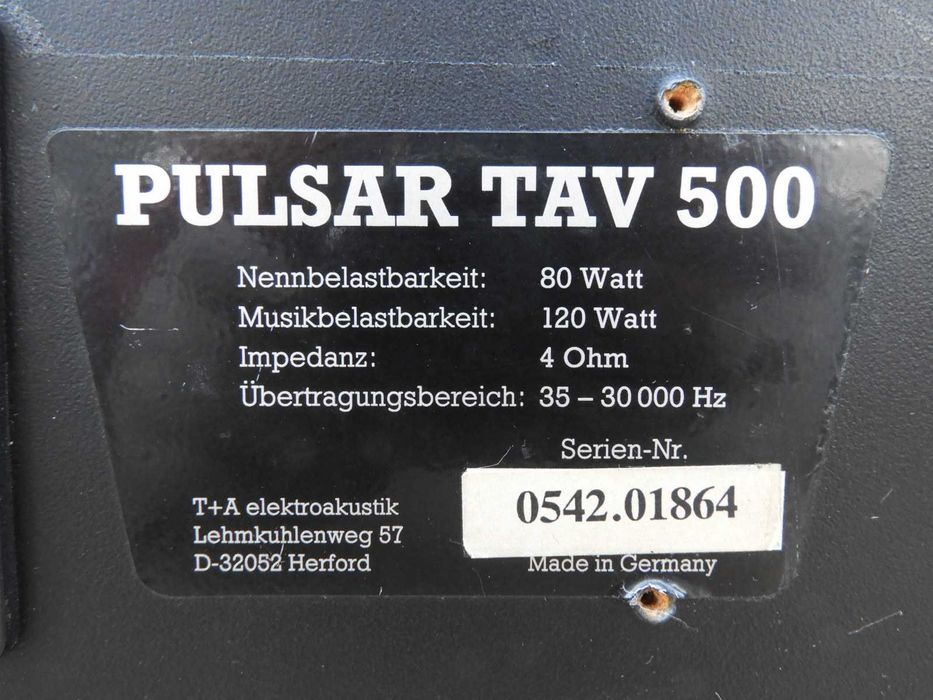 PULSAR TAV 500
Nennbelastbarkeit: 80 Watt
Musikbelastbarkeit: 120 Watt
Impedanz: 4 Ohm
Übertragungsbereich: 35 – 30 000 Hz
Serien-Nr.
0542.01864
T+A elektroakustik
Lehmkuhlenweg 57
D-32052 Herford
Made in Germany